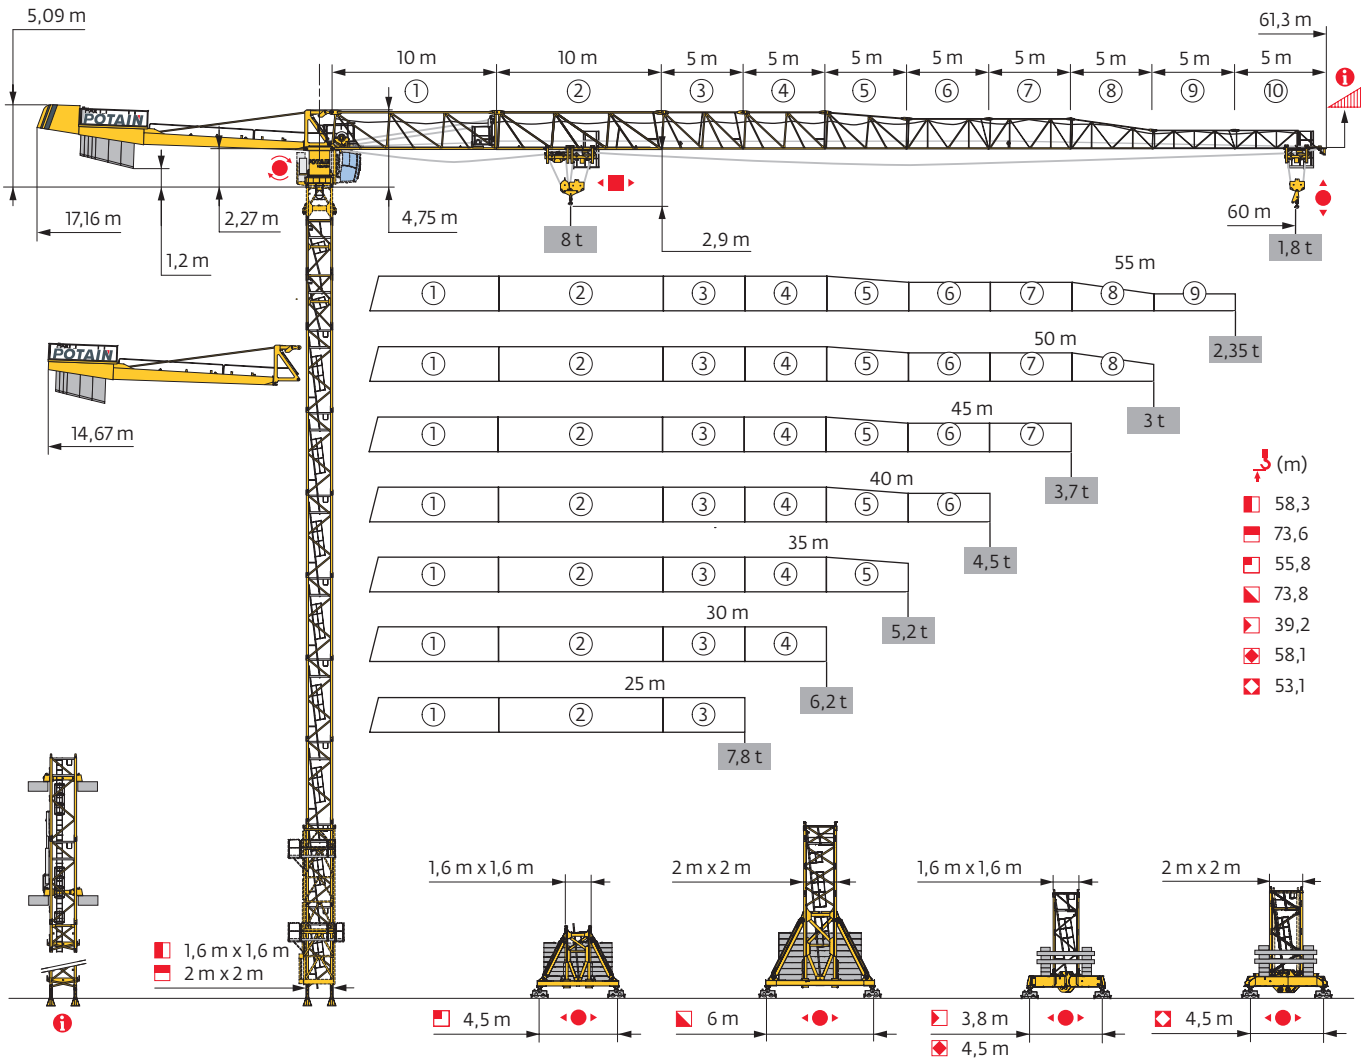 5,09 m
61,3 m
10 m 10 m 5 m 5 m 5 m 5 m 5 m 5 m 5 m 5 m
1 2 3 4 5 6 7 8 9 10
i
POTAIN
POTAIN
17,16 m
2,27 m
4,75 m
1,2 m
8 t
2,9 m
60 m
1,8 t
55 m
1 2 3 4 5 6 7 8 9
2,35 t
POTAIN
14,67 m
50 m
1 2 3 4 5 6 7 8
3 t
45 m
1 2 3 4 5 6 7
3,7 t
40 m
1 2 3 4 5 6
4,5 t
35 m
1 2 3 4 5
5,2 t
30 m
1 2 3 4
6,2 t
25 m
1 2 3
7,8 t
(m)
58,3
73,6
55,8
73,8
39,2
58,1
53,1
i
1,6 m x 1,6 m
2 m x 2 m
1,6 m x 1,6 m
4,5 m
2 m x 2 m
6 m
1,6 m x 1,6 m
3,8 m
4,5 m
2 m x 2 m
4,5 m